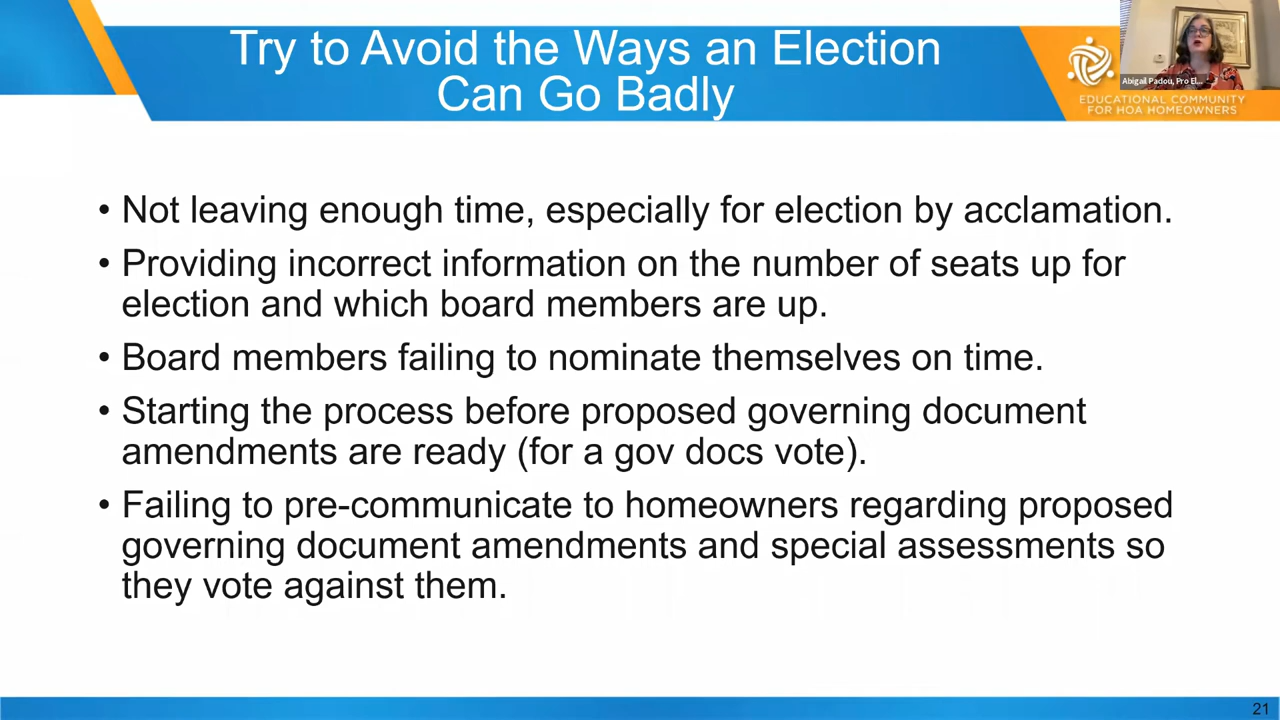 Try to Avoid the Ways an Election
Can Go Badly
Abigail Padou, Pro El...
EDUCATIONAL COMMUNITY
FOR HOA HOMEOWNERS
• Not leaving enough time, especially for election by acclamation.
• Providing incorrect information on the number of seats up for
election and which board members are up.
• Board members failing to nominate themselves on time.
• Starting the process before proposed governing document
amendments are ready (for a gov docs vote).
• Failing to pre-communicate to homeowners regarding proposed
governing document amendments and special assessments so
they vote against them.
21